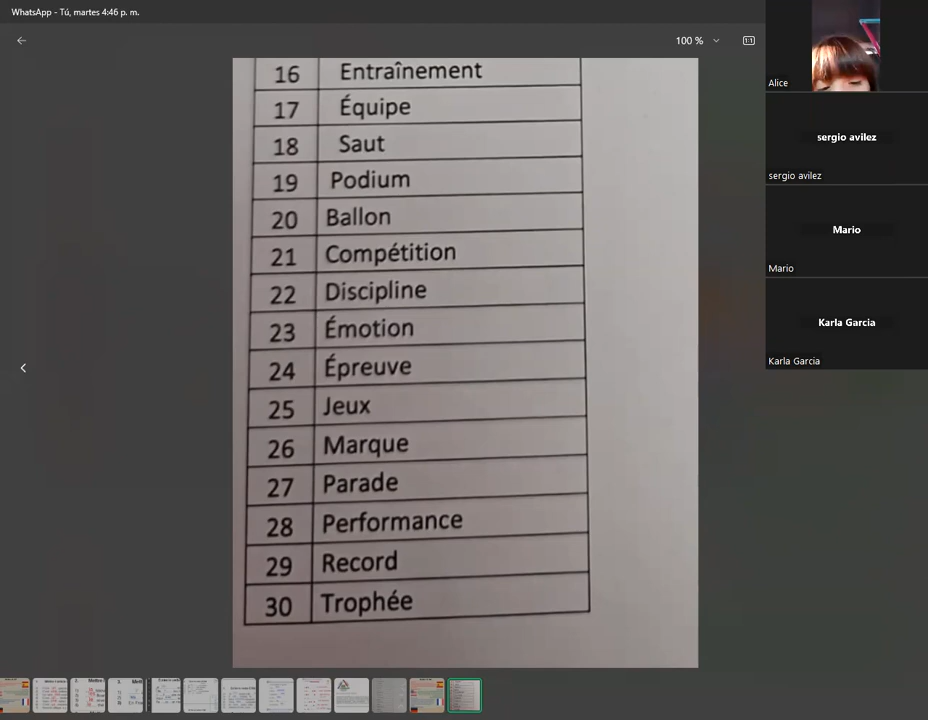 WhatsApp - Tú, martes 4:46 p. m.
100 %
1:1
16 Entraînement
17 Équipe
18 Saut
19 Podium
20 Ballon
21 Compétition
22 Discipline
23 Émotion
24 Épreuve
25 Jeux
26 Marque
27 Parade
28 Performance
29 Record
30 Trophée
Alice
sergio avilez
sergio avilez
Mario
Mario
Karla Garcia
Karla Garcia